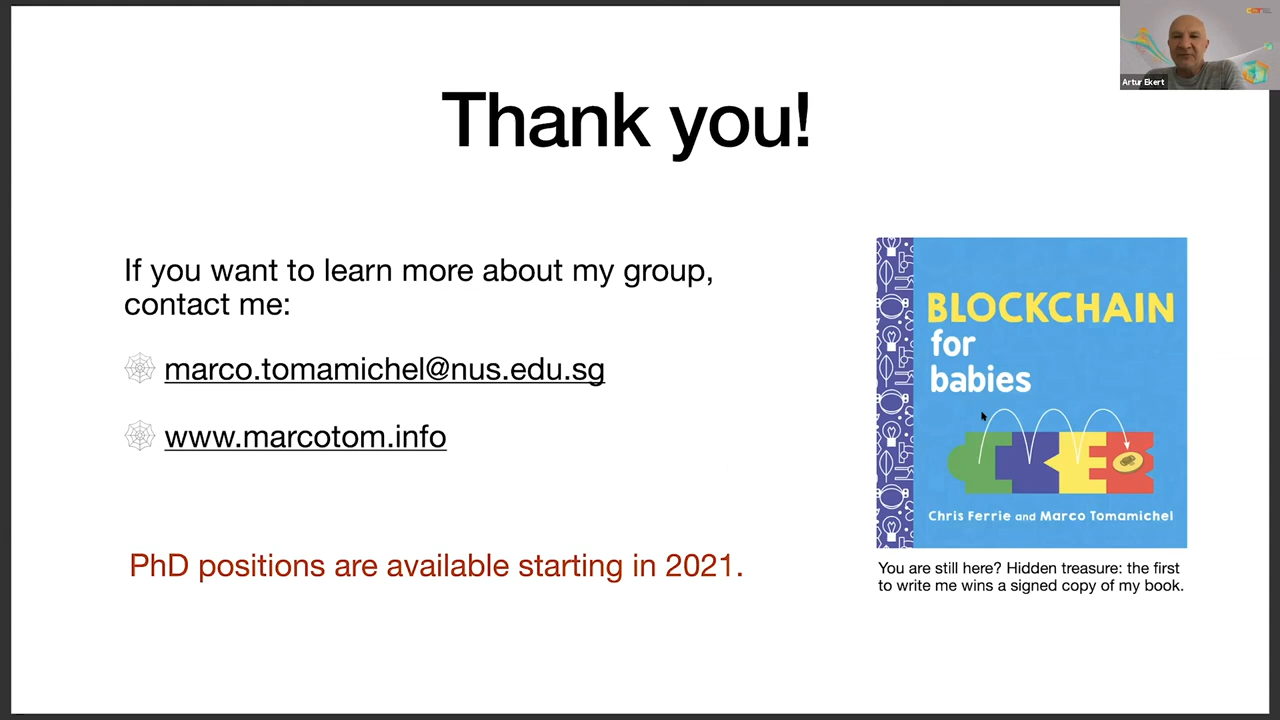 Artur Ekert
Thank you!
If you want to learn more about my group,
contact me:
marco.tomamichel@nus.edu.sg
www.marcotom.info
PhD positions are available starting in 2021.
BLOCKCHAIN
for
babies
Chris Ferrie and Marco Tomamichel
You are still here? Hidden treasure: the first
to write me wins a signed copy of my book.